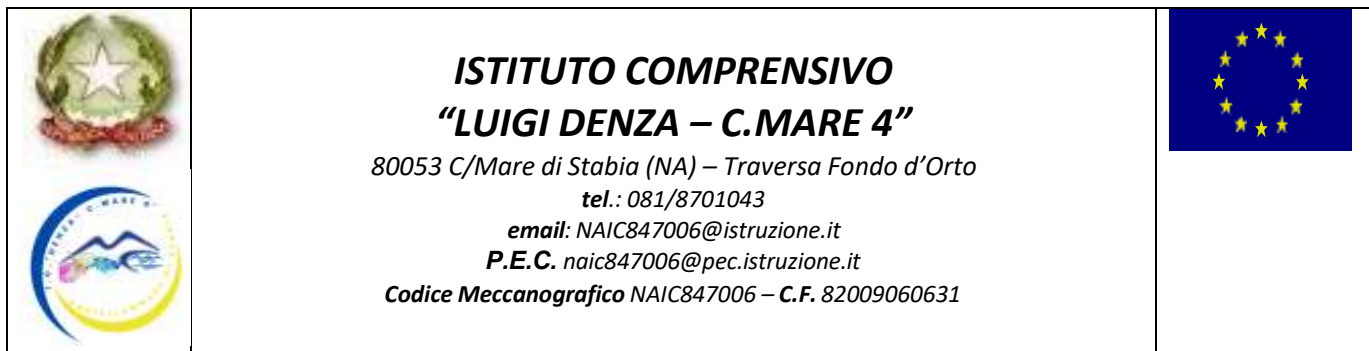 ISTITUTO COMPRENSIVO
“LUIGI DENZA – C.MARE 4”
80053 C/Mare di Stabia (NA) – Traversa Fondo d’Orto
tel.: 081/8701043
email: NAIC847006@istruzione.it
P.E.C. naic847006@pec.istruzione.it
Codice Meccanografico NAIC847006 – C.F. 82009060631